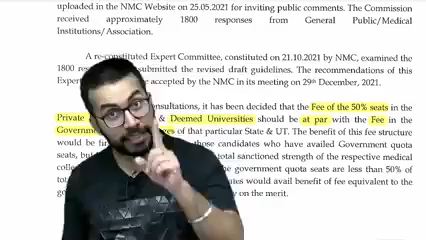 uploaded in the NMC Website on 25.05.2021 for inviting public comments. The Commission
received approximately 1800 responses from General Public/Medical
Institutions/Association.
A re-constituted Expert Committee, constituted on 21.10.2021 by NMC, examined the
1800 submitted the revised draft guidelines. The recommendations of this
Expert accepted by the NMC in its meeting on 29th December, 2021.
it has been decided that the Fee of the 50% seats in the
Private & Deemed Universities should be at par with the Fee in the
of that particular State & UT. The benefit of this fee structure
would be those candidates who have availed Government quota
seats, but total sanctioned strength of the respective medical
the government quota seats are less than 50% of
would avail benefit of fee equivalent to the
on the merit.